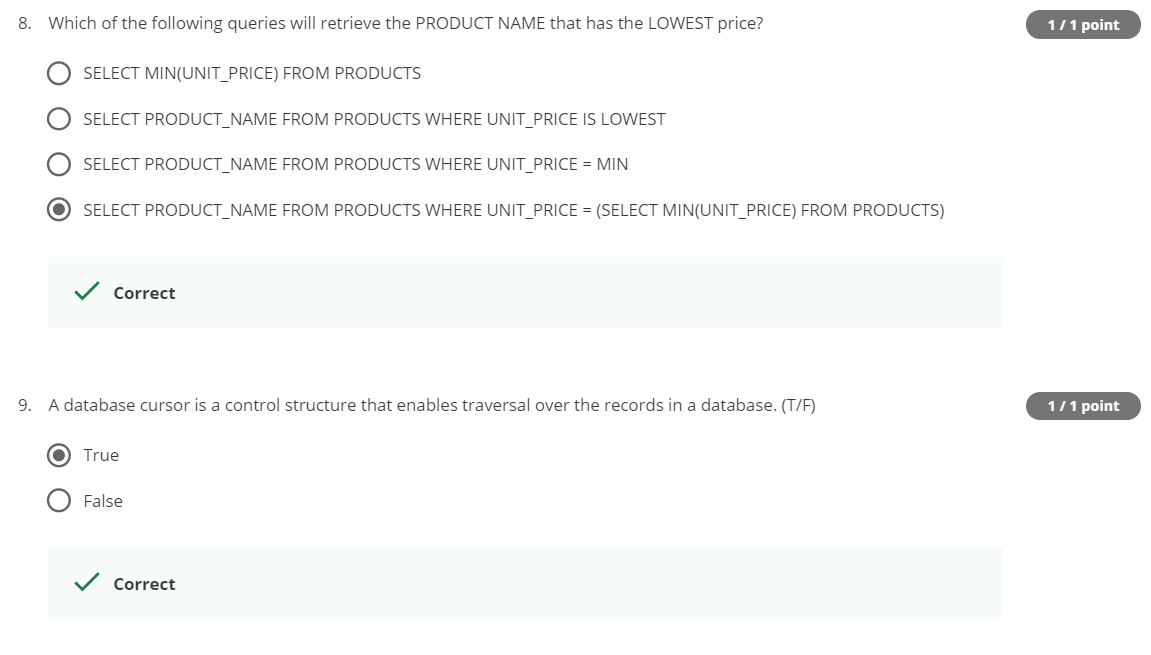 8. Which of the following queries will retrieve the PRODUCT NAME that has the LOWEST price?
1 / 1 point
SELECT MIN(UNIT_PRICE) FROM PRODUCTS
SELECT PRODUCT_NAME FROM PRODUCTS WHERE UNIT_PRICE IS LOWEST
SELECT PRODUCT_NAME FROM PRODUCTS WHERE UNIT_PRICE = MIN
SELECT PRODUCT_NAME FROM PRODUCTS WHERE UNIT_PRICE = (SELECT MIN(UNIT_PRICE) FROM PRODUCTS)
Correct
9. A database cursor is a control structure that enables traversal over the records in a database. (T/F)
1 / 1 point
True
False
Correct